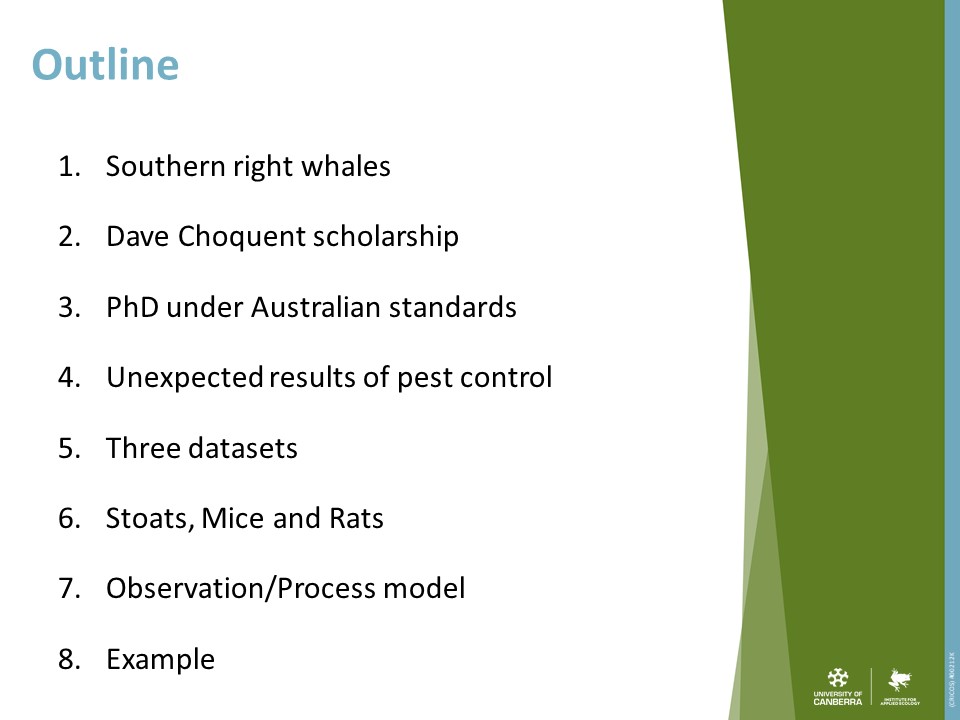 Outline
1. Southern right whales
2. Dave Choquent scholarship
3. PhD under Australian standards
4. Unexpected results of pest control
5. Three datasets
6. Stoats, Mice and Rats
7. Observation/Process model
8. Example
UNIVERSITY OF
CANBERRA
INSTITUTE FOR
APPLIED ECOLOGY